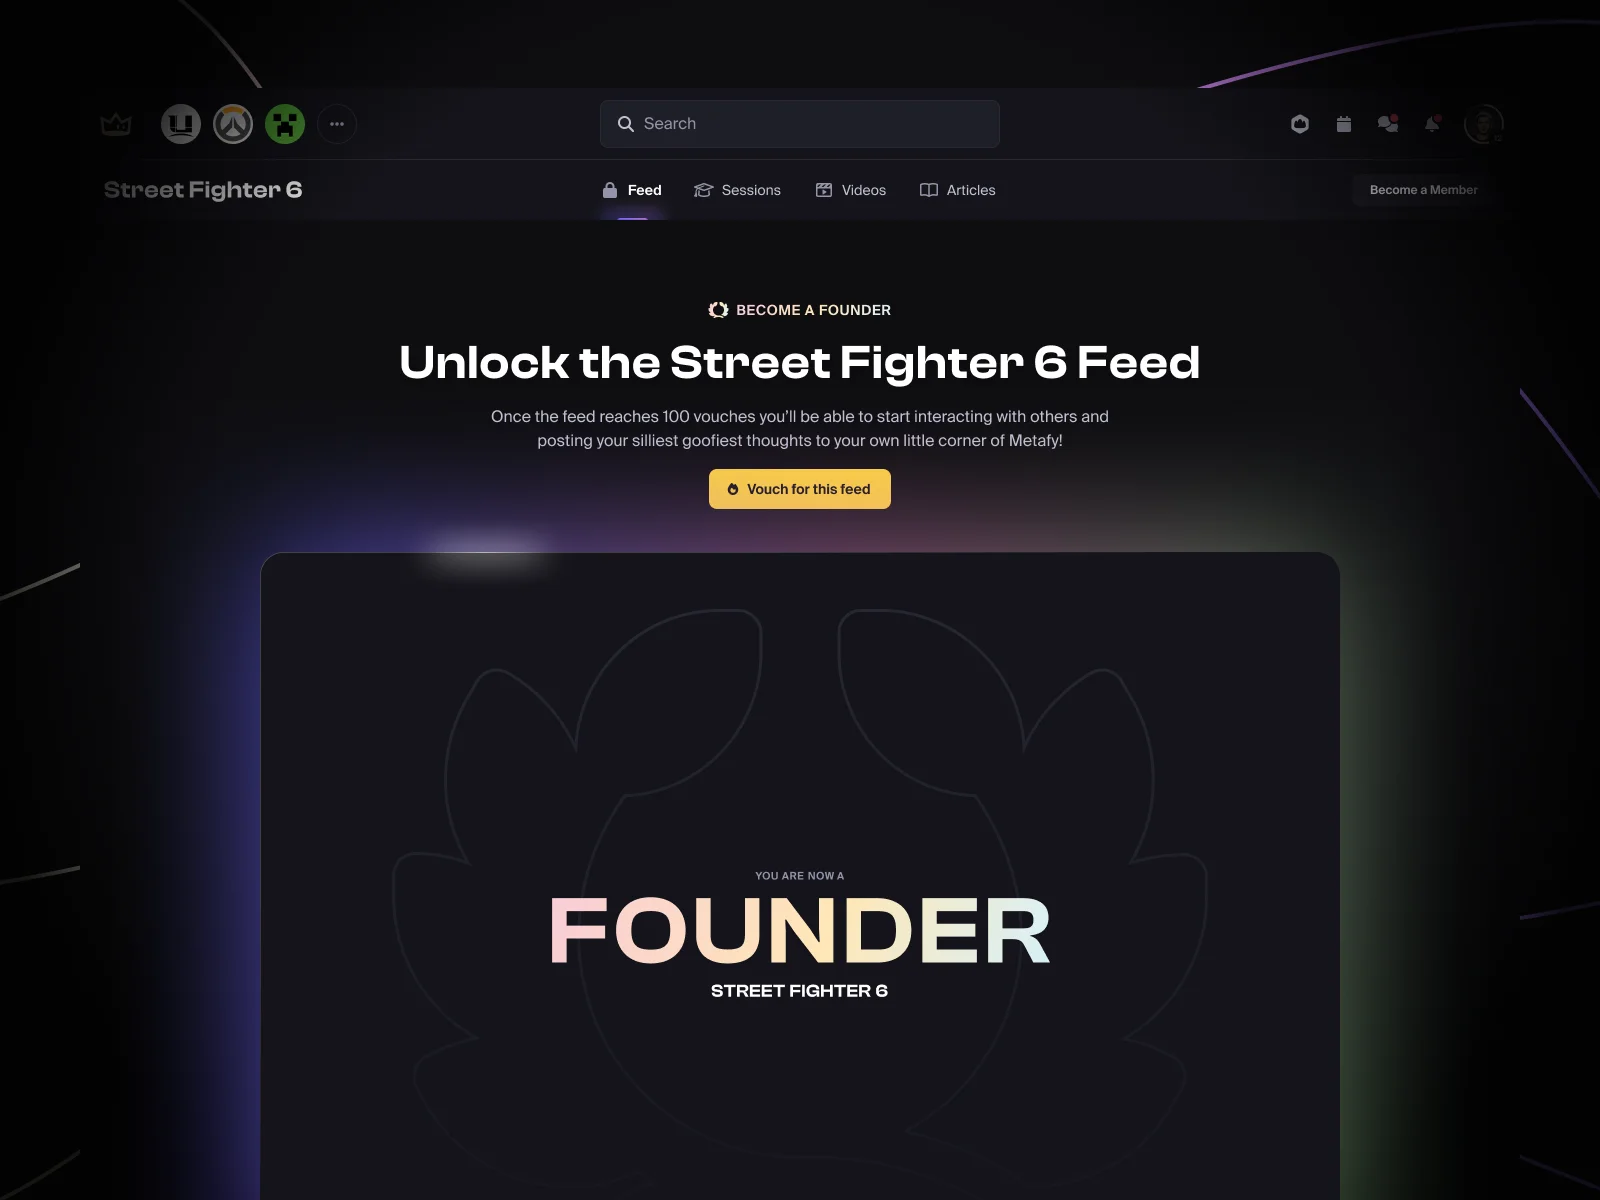 Search
Street Fighter 6
Feed
Sessions
Videos
Articles
Become a Member
BECOME A FOUNDER
Unlock the Street Fighter 6 Feed
Once the feed reaches 100 vouches you’ll be able to start interacting with others and
posting your silliest goofiest thoughts to your own little corner of Metafy!
Vouch for this feed
YOU ARE NOW A
FOUNDER
STREET FIGHTER 6